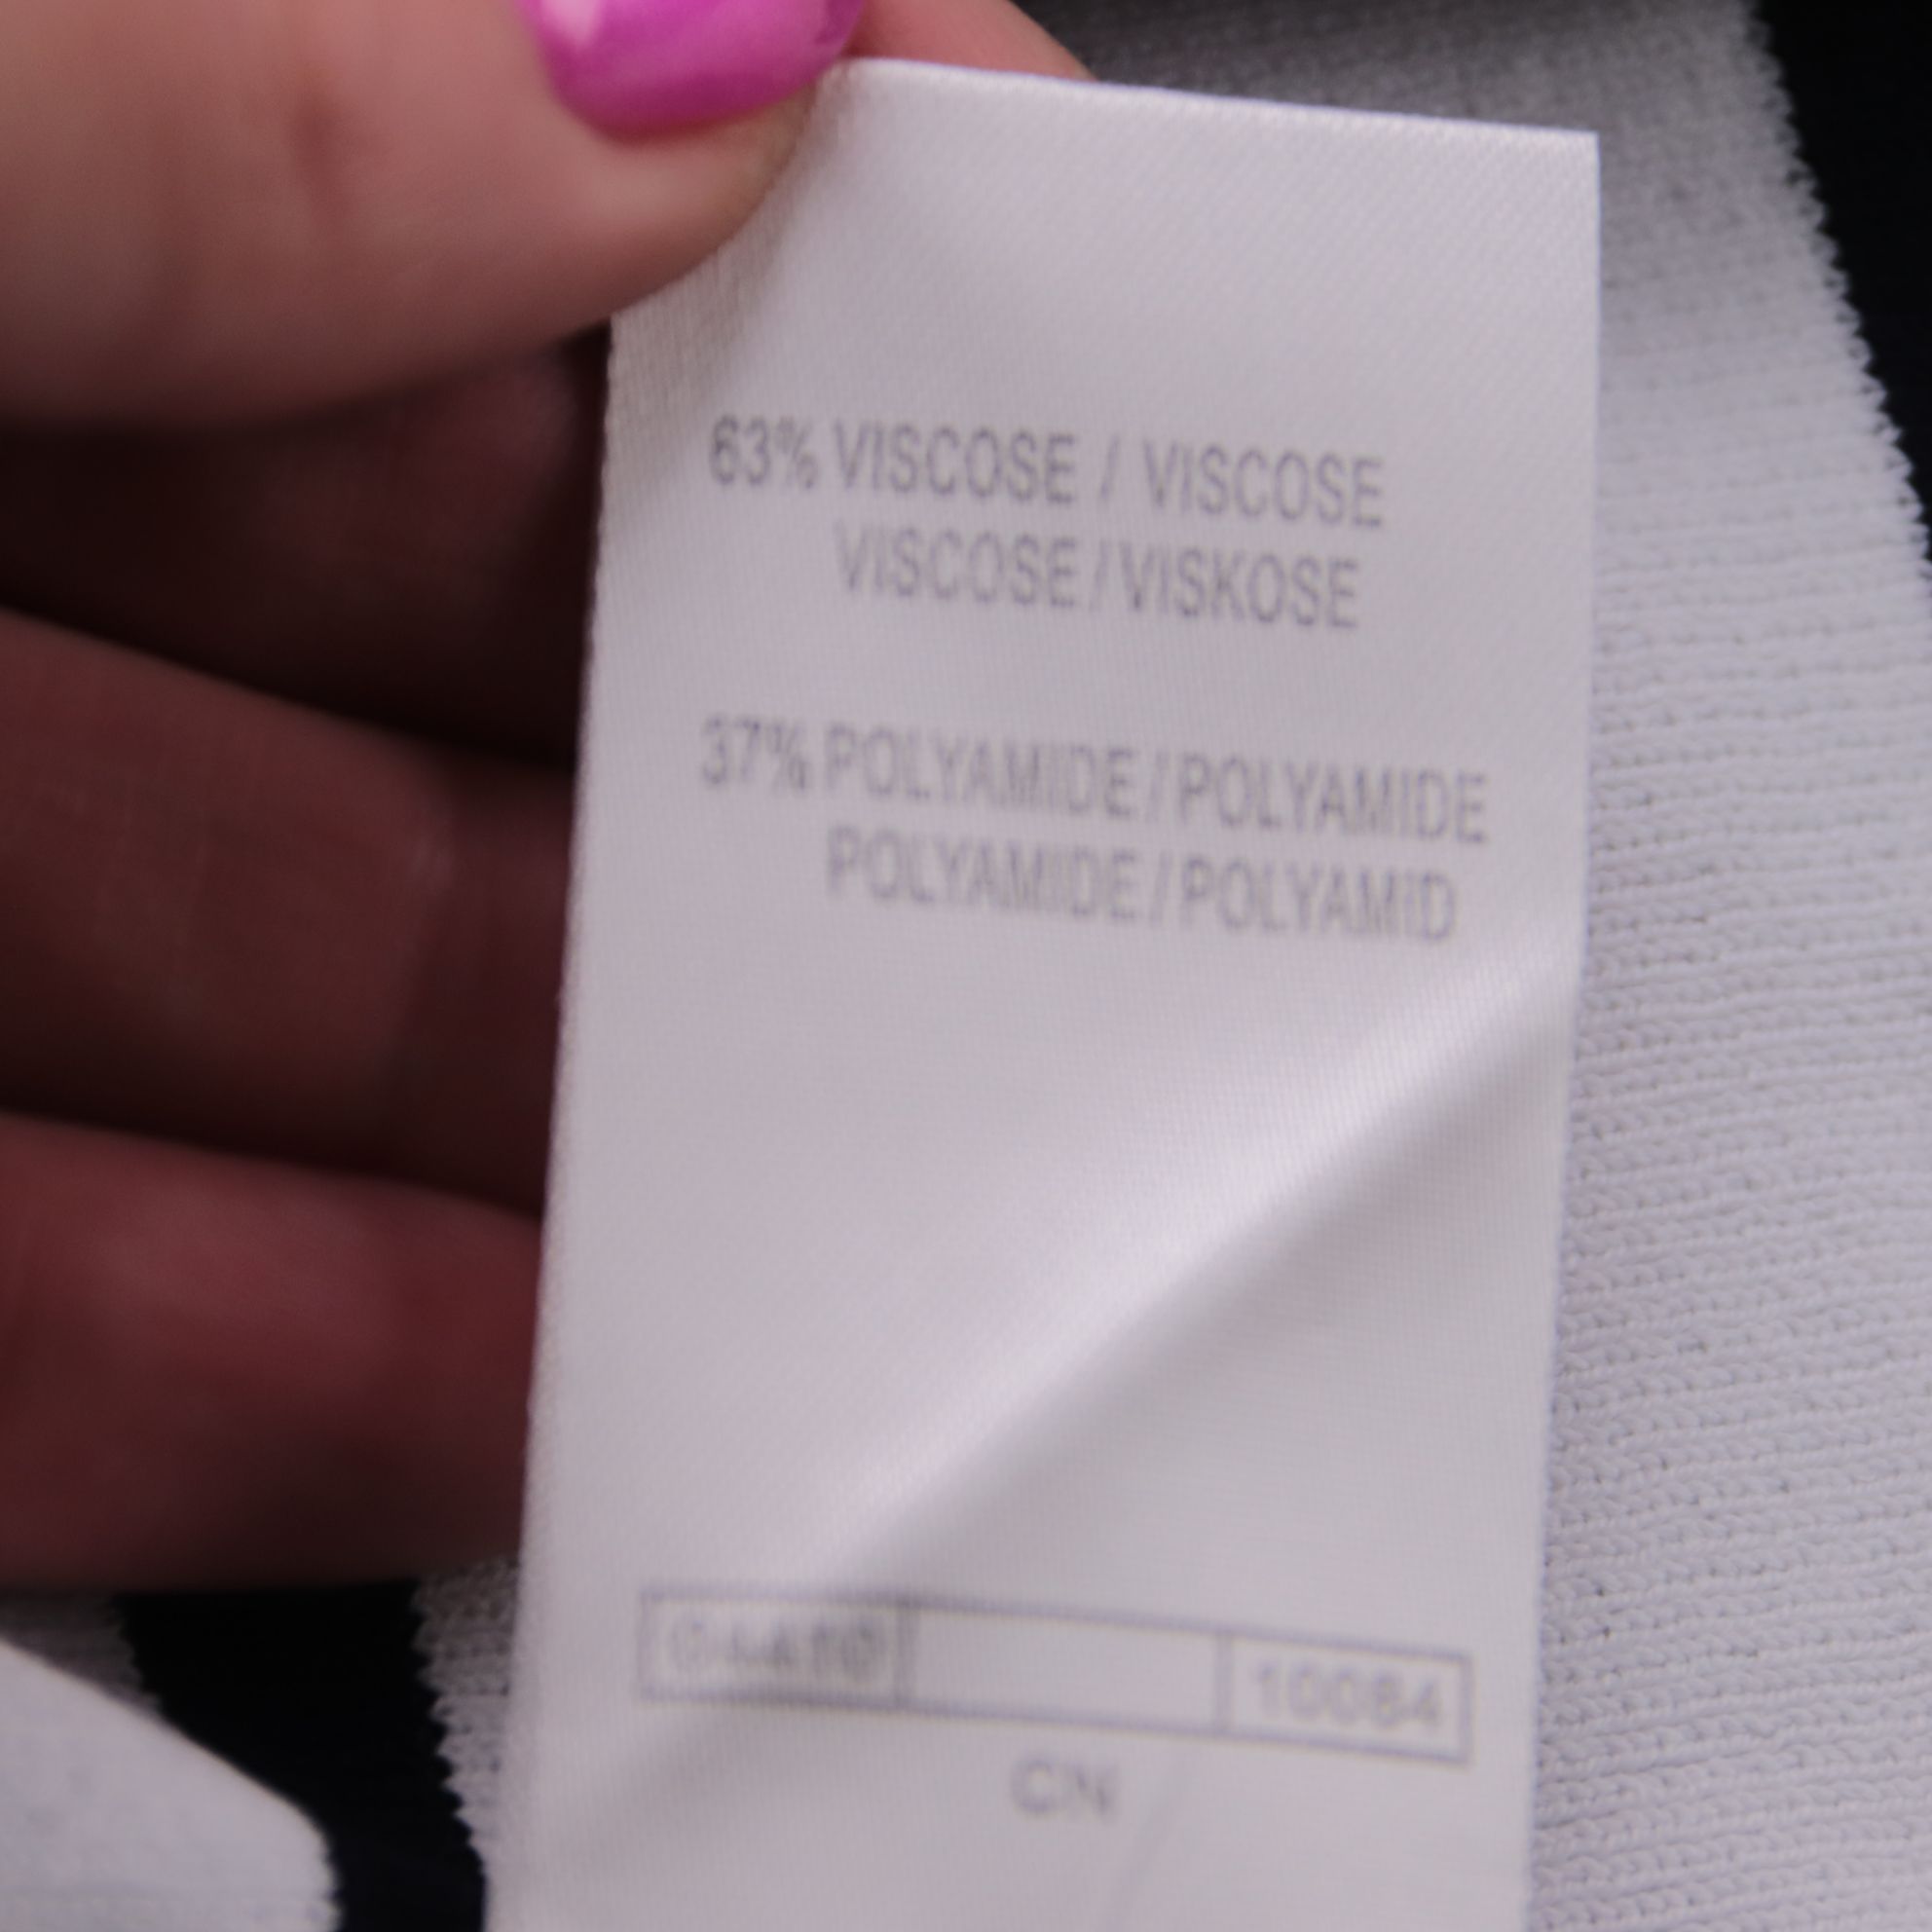 63% VISCOSE / VISCOSE
VISCOSE / VISKOSE
37% POLYAMIDE / POLYAMIDE
POLYAMIDE / POLYAMID
10084
CN